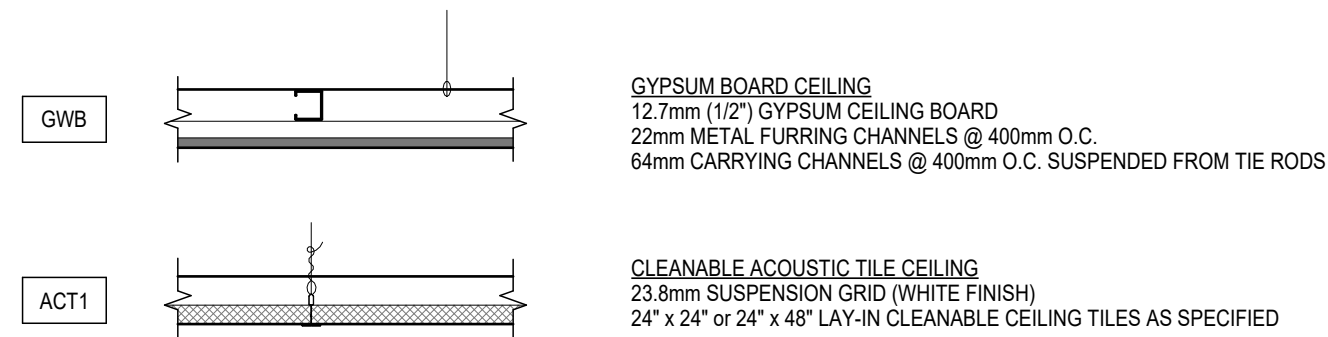 GWB
GYPSUM BOARD CEILING
12.7mm (1/2") GYPSUM CEILING BOARD
22mm METAL FURRING CHANNELS @ 400mm O.C.
64mm CARRYING CHANNELS @ 400mm O.C. SUSPENDED FROM TIE RODS
ACT1
CLEANABLE ACOUSTIC TILE CEILING
23.8mm SUSPENSION GRID (WHITE FINISH)
24" x 24" or 24" x 48" LAY-IN CLEANABLE CEILING TILES AS SPECIFIED